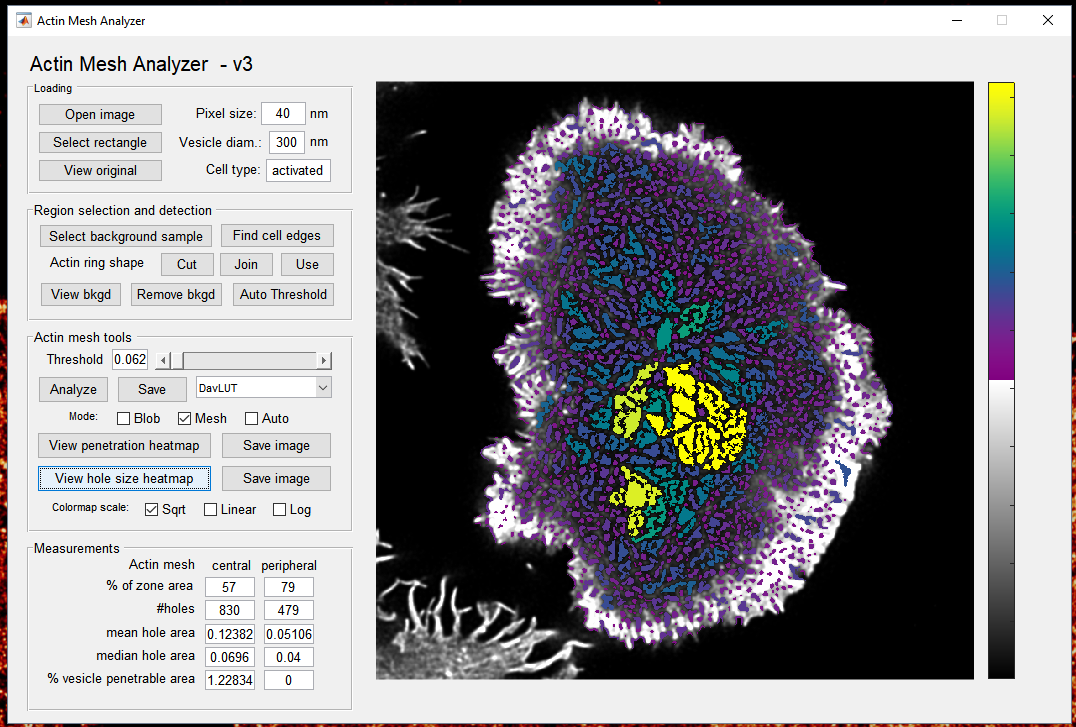 Actin Mesh Analyzer
Actin Mesh Analyzer - v3
Loading
Open image Pixel size: 40 nm
Select rectangle Vesicle diam.: 300 nm
View original Cell type: activated
Region selection and detection
Select background sample Find cell edges
Actin ring shape Cut Join Use
View bkgd Remove bkgd Auto Threshold
Actin mesh tools
Threshold 0.062
Analyze Save DavLUT
Mode: Blob Mesh Auto
View penetration heatmap Save image
View hole size heatmap Save image
Colormap scale: Sqrt Linear Log
Measurements
Actin mesh central peripheral
% of zone area 57 79
#holes 830 479
mean hole area 0.12382 0.05106
median hole area 0.0696 0.04
% vesicle penetrable area 1.22834 0